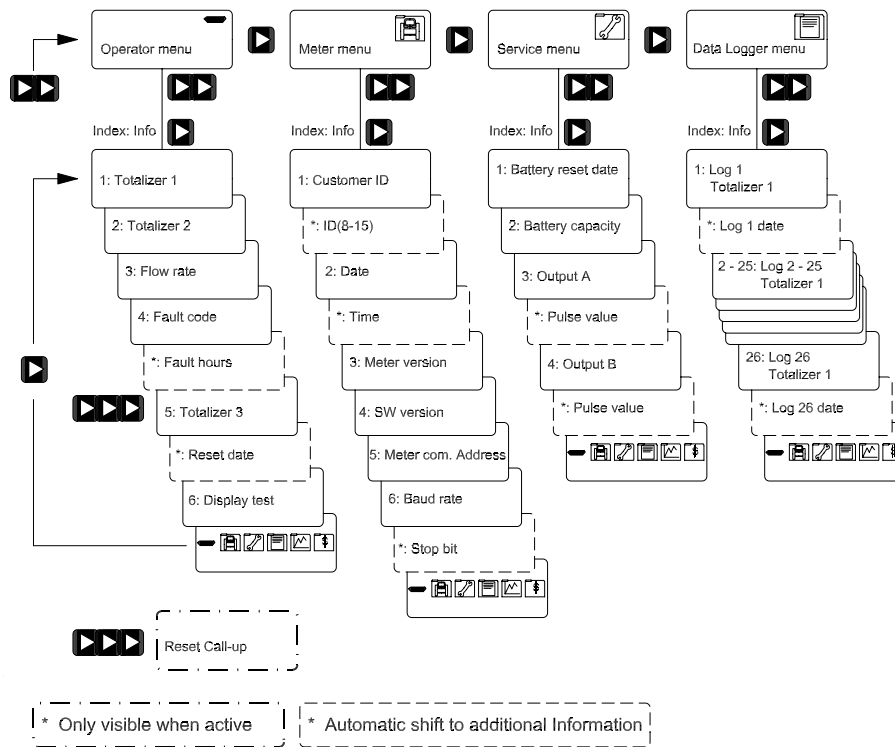 Operator menu
Meter menu
Service menu
Data Logger menu
Index: Info
Index: Info
Index: Info
Index: Info
1: Totalizer 1
2: Totalizer 2
3: Flow rate
4: Fault code
*: Fault hours
5: Totalizer 3
*: Reset date
6: Display test
1: Customer ID
*: ID(8-15)
2: Date
*: Time
3: Meter version
4: SW version
5: Meter com. Address
6: Baud rate
*: Stop bit
1: Battery reset date
2: Battery capacity
3: Output A
*: Pulse value
4: Output B
*: Pulse value
1: Log 1
Totalizer 1
*: Log 1 date
2 - 25: Log 2 - 25
Totalizer 1
26: Log 26
Totalizer 1
*: Log 26 date
Reset Call-up
* Only visible when active
* Automatic shift to additional Information